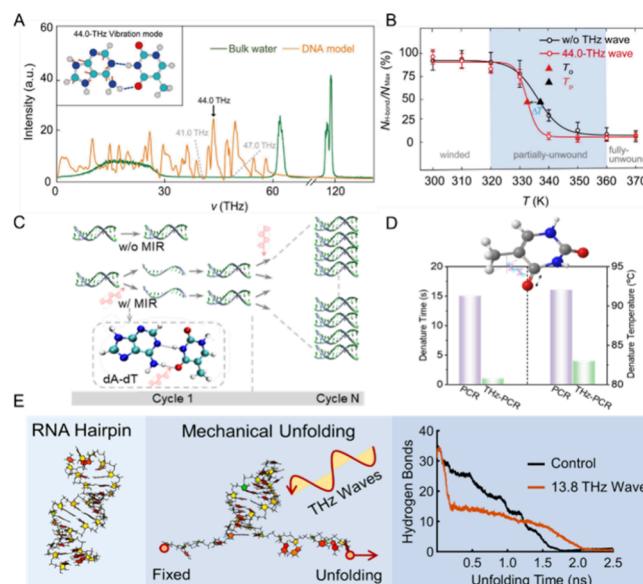 A
44.0-THz Vibration mode
Bulk water
DNA model
44.0 THz
41.0 THz
47.0 THz
Intensity (a.u.)
60
50
40
30
20
10
0
0 30 60 120
ν (THz)
B
w/o THz wave
44.0-THz wave
To
Tp
ΔT
NH-bond/NMax (%)
100
75
50
25
0
winded
partially-unwound
fully-unwound
300 310 320 330 340 350 360 370
T (K)
C
w/o MIR
w/ MIR
dA-dT
Cycle 1
Cycle N
D
Denature Time (s)
20
15
10
5
0
Denature Temperature (ºC)
95
90
85
80
PCR
THz-PCR
PCR
THz-PCR
E
RNA Hairpin
Mechanical Unfolding
THz Waves
Fixed
Unfolding
Hydrogen Bonds
40
30
20
10
0
Control
13.8 THz Wave
0.5 1.0 1.5 2.0 2.5
Unfolding Time (ns)